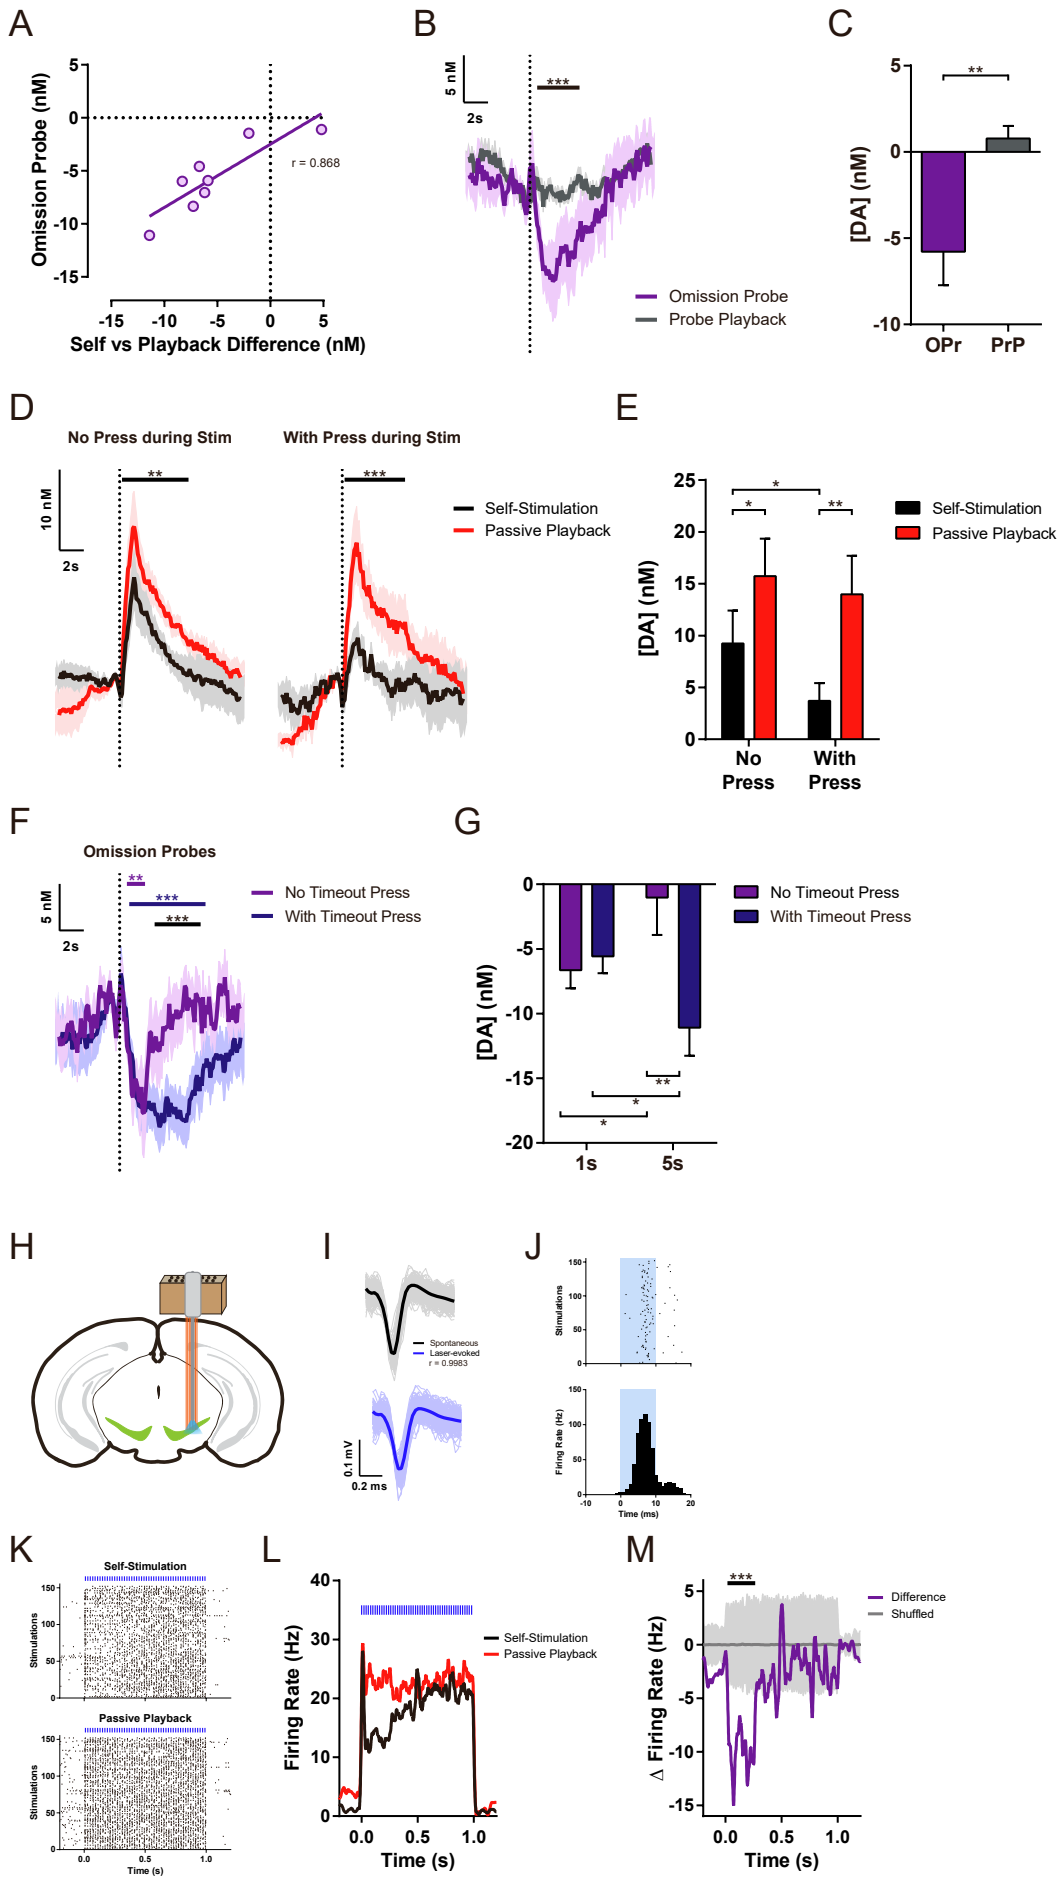 A
5
0
-5
-10
-15
Omission Probe (nM)
r = 0.868
-15 -10 -5 0 5
Self vs Playback Difference (nM)
B
5 nM
2s
***
Omission Probe
Probe Playback
C
5
0
-5
-10
[DA] (nM)
**
OPr PrP
D
No Press during Stim
With Press during Stim
10 nM
2s
**
***
Self-Stimulation
Passive Playback
E
25
20
15
10
5
0
[DA] (nM)
*
*
**
No Press
With Press
Self-Stimulation
Passive Playback
F
Omission Probes
5 nM
2s
**
***
***
No Timeout Press
With Timeout Press
G
0
-5
-10
-15
-20
[DA] (nM)
**
*
*
1s 5s
No Timeout Press
With Timeout Press
H
I
Spontaneous
Laser-evoked
r = 0.9983
0.1 mV
0.2 ms
J
150
100
50
0
Stimulations
150
100
50
0
Firing Rate (Hz)
-10 0 10 20
Time (ms)
K
Self-Stimulation
150
100
50
0
Stimulations
Passive Playback
150
100
50
0
Stimulations
0.0 0.5 1.0
Time (s)
L
40
30
20
10
0
Firing Rate (Hz)
Self-Stimulation
Passive Playback
0.0 0.5 1.0
Time (s)
M
***
5
0
-5
-10
-15
Δ Firing Rate (Hz)
Difference
Shuffled
0.0 0.5 1.0
Time (s)